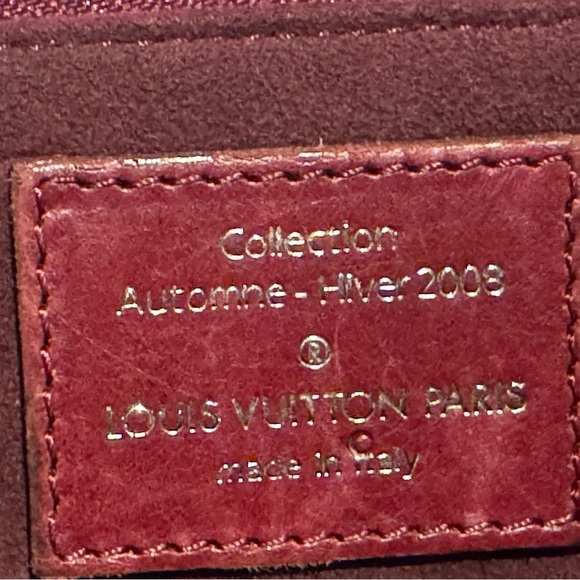 Collection
Automne - Hiver 2008
®
LOUIS VUITTON PARIS
made in Italy